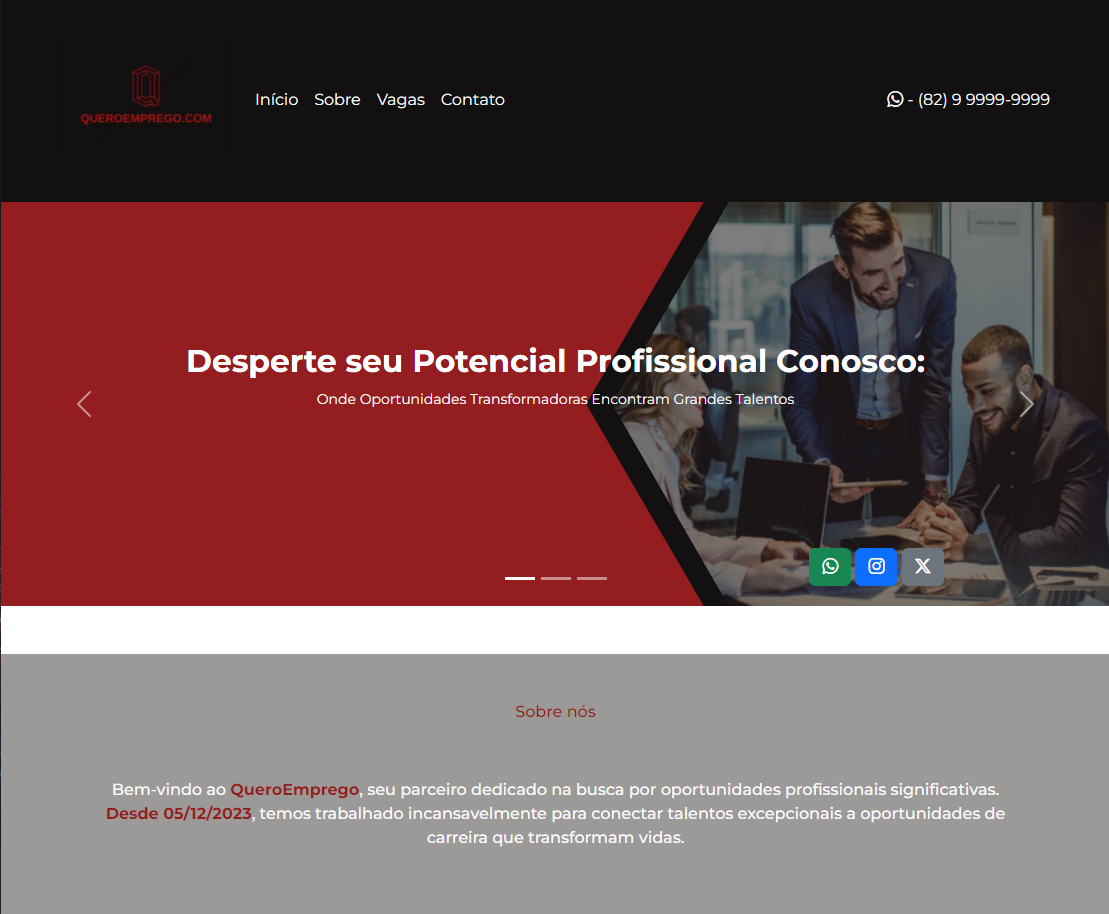 QUEROEMPREGO.COM
Início Sobre Vagas Contato
- (82) 9 9999-9999
Desperte seu Potencial Profissional Conosco:
Onde Oportunidades Transformadoras Encontram Grandes Talentos
Sobre nós
Bem-vindo ao QueroEmprego, seu parceiro dedicado na busca por oportunidades profissionais significativas.
Desde 05/12/2023, temos trabalhado incansavelmente para conectar talentos excepcionais a oportunidades de
carreira que transformam vidas.